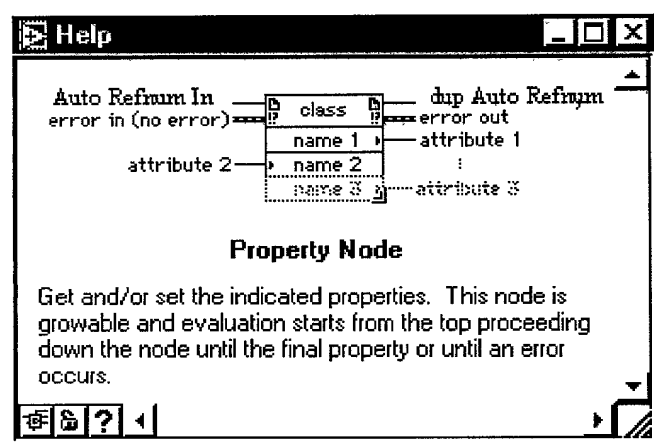 Help
Auto Refnum In class dup Auto Refnum
error in (no error) error out
name 1 attribute 1
attribute 2 name 2
name 3 attribute 3
Property Node
Get and/or set the indicated properties. This node is
growable and evaluation starts from the top proceeding
down the node until the final property or until an error
occurs.
?